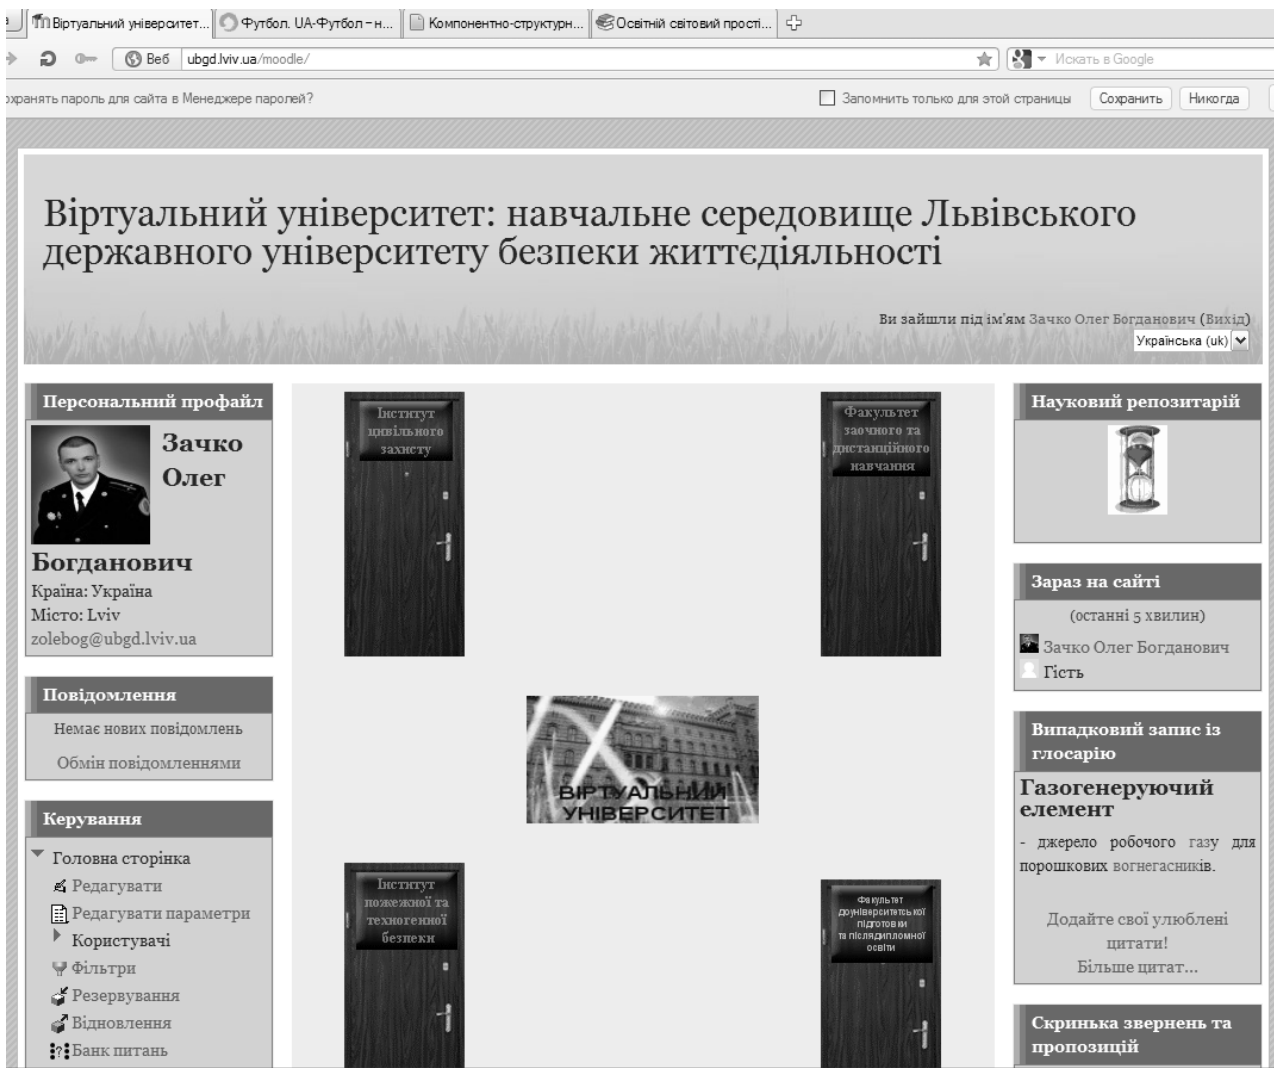 Віртуальний університет...
Футбол. UA-Футбол – н...
Компонентно-структурн...
Освітній світовий прості...
Веб
ubgd.lviv.ua/moodle/
Искать в Google
охранять пароль для сайта в Менеджере паролей?
Запомнить только для этой страницы
Сохранить
Никогда
Віртуальний університет: навчальне середовище Львівського
державного університету безпеки життєдіяльності
Ви зайшли під ім'ям Зачко Олег Богданович (Вихід)
Українська (uk)
Персональний профайл
Зачко
Олег
Богданович
Країна: Україна
Місто: Lviv
zolebog@ubgd.lviv.ua
Повідомлення
Немає нових повідомлень
Обмін повідомленнями
Керування
Головна сторінка
Редагувати
Редагувати параметри
Користувачі
Фільтри
Резервування
Відновлення
Банк питань
Інститут
цивільного
захисту
Факультет
заочного та
дистанційного
навчання
ВІРТУАЛЬНИЙ
УНІВЕРСИТЕТ
Інститут
пожежної та
техногенної
безпеки
Факультет
доуніверситетської
підготовки
та післядипломної
освіти
Науковий репозитарій
Зараз на сайті
(останні 5 хвилин)
Зачко Олег Богданович
Гість
Випадковий запис із
глосарію
Газогенеруючий
елемент
- джерело робочого газу для
порошкових вогнегасників.
Додайте свої улюблені
цитати!
Більше цитат...
Скринька звернень та
пропозицій